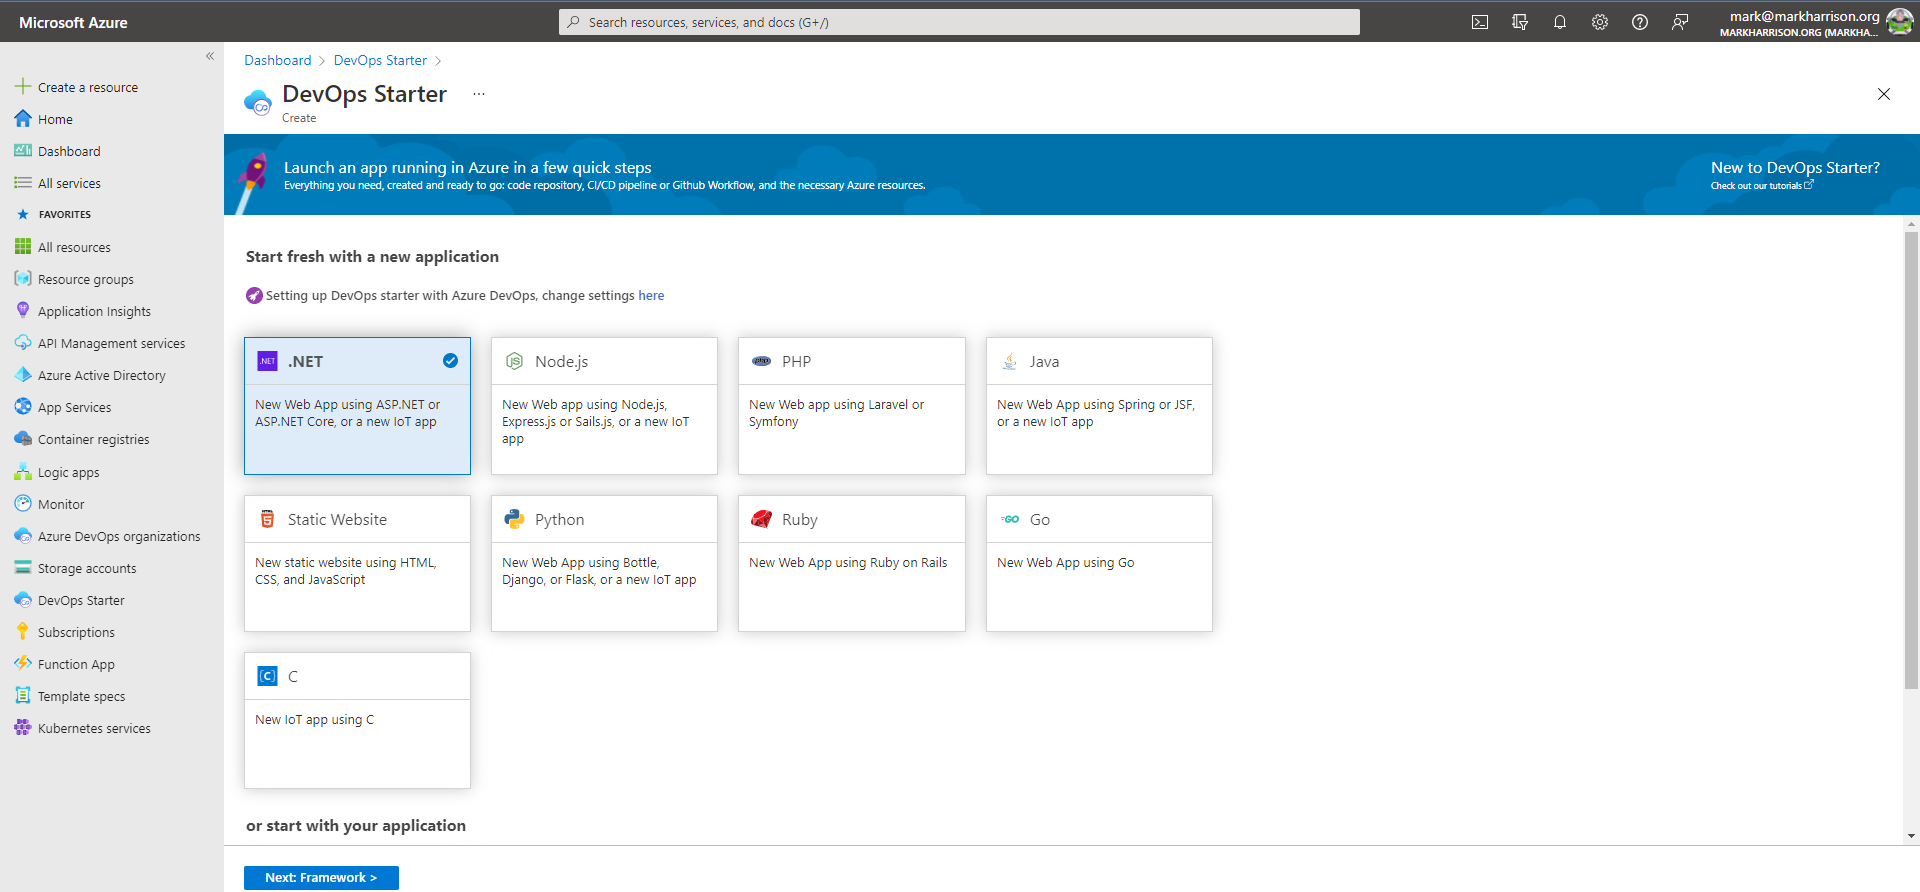 Microsoft Azure
Search resources, services, and docs (G+/)
mark@markharrison.org
MARKHARRISON.ORG (MARKHA...
«
Create a resource
Home
Dashboard
All services
FAVORITES
All resources
Resource groups
Application Insights
API Management services
Azure Active Directory
App Services
Container registries
Logic apps
Monitor
Azure DevOps organizations
Storage accounts
DevOps Starter
Subscriptions
Function App
Template specs
Kubernetes services
Dashboard > DevOps Starter >
DevOps Starter ...
Create
Launch an app running in Azure in a few quick steps
Everything you need, created and ready to go: code repository, CI/CD pipeline or Github Workflow, and the necessary Azure resources.
New to DevOps Starter?
Check out our tutorials
Start fresh with a new application
Setting up DevOps starter with Azure DevOps, change settings here
.NET
.NET
New Web App using ASP.NET or
ASP.NET Core, or a new IoT app
Node.js
New Web app using Node.js,
Express.js or Sails.js, or a new IoT
app
php
PHP
New Web app using Laravel or
Symfony
Java
New Web App using Spring or JSF,
or a new IoT app
5
Static Website
New static website using HTML,
CSS, and JavaScript
Python
New Web App using Bottle,
Django, or Flask, or a new IoT app
Ruby
New Web App using Ruby on Rails
GO
Go
New Web App using Go
[C]
C
New IoT app using C
or start with your application
Next: Framework >